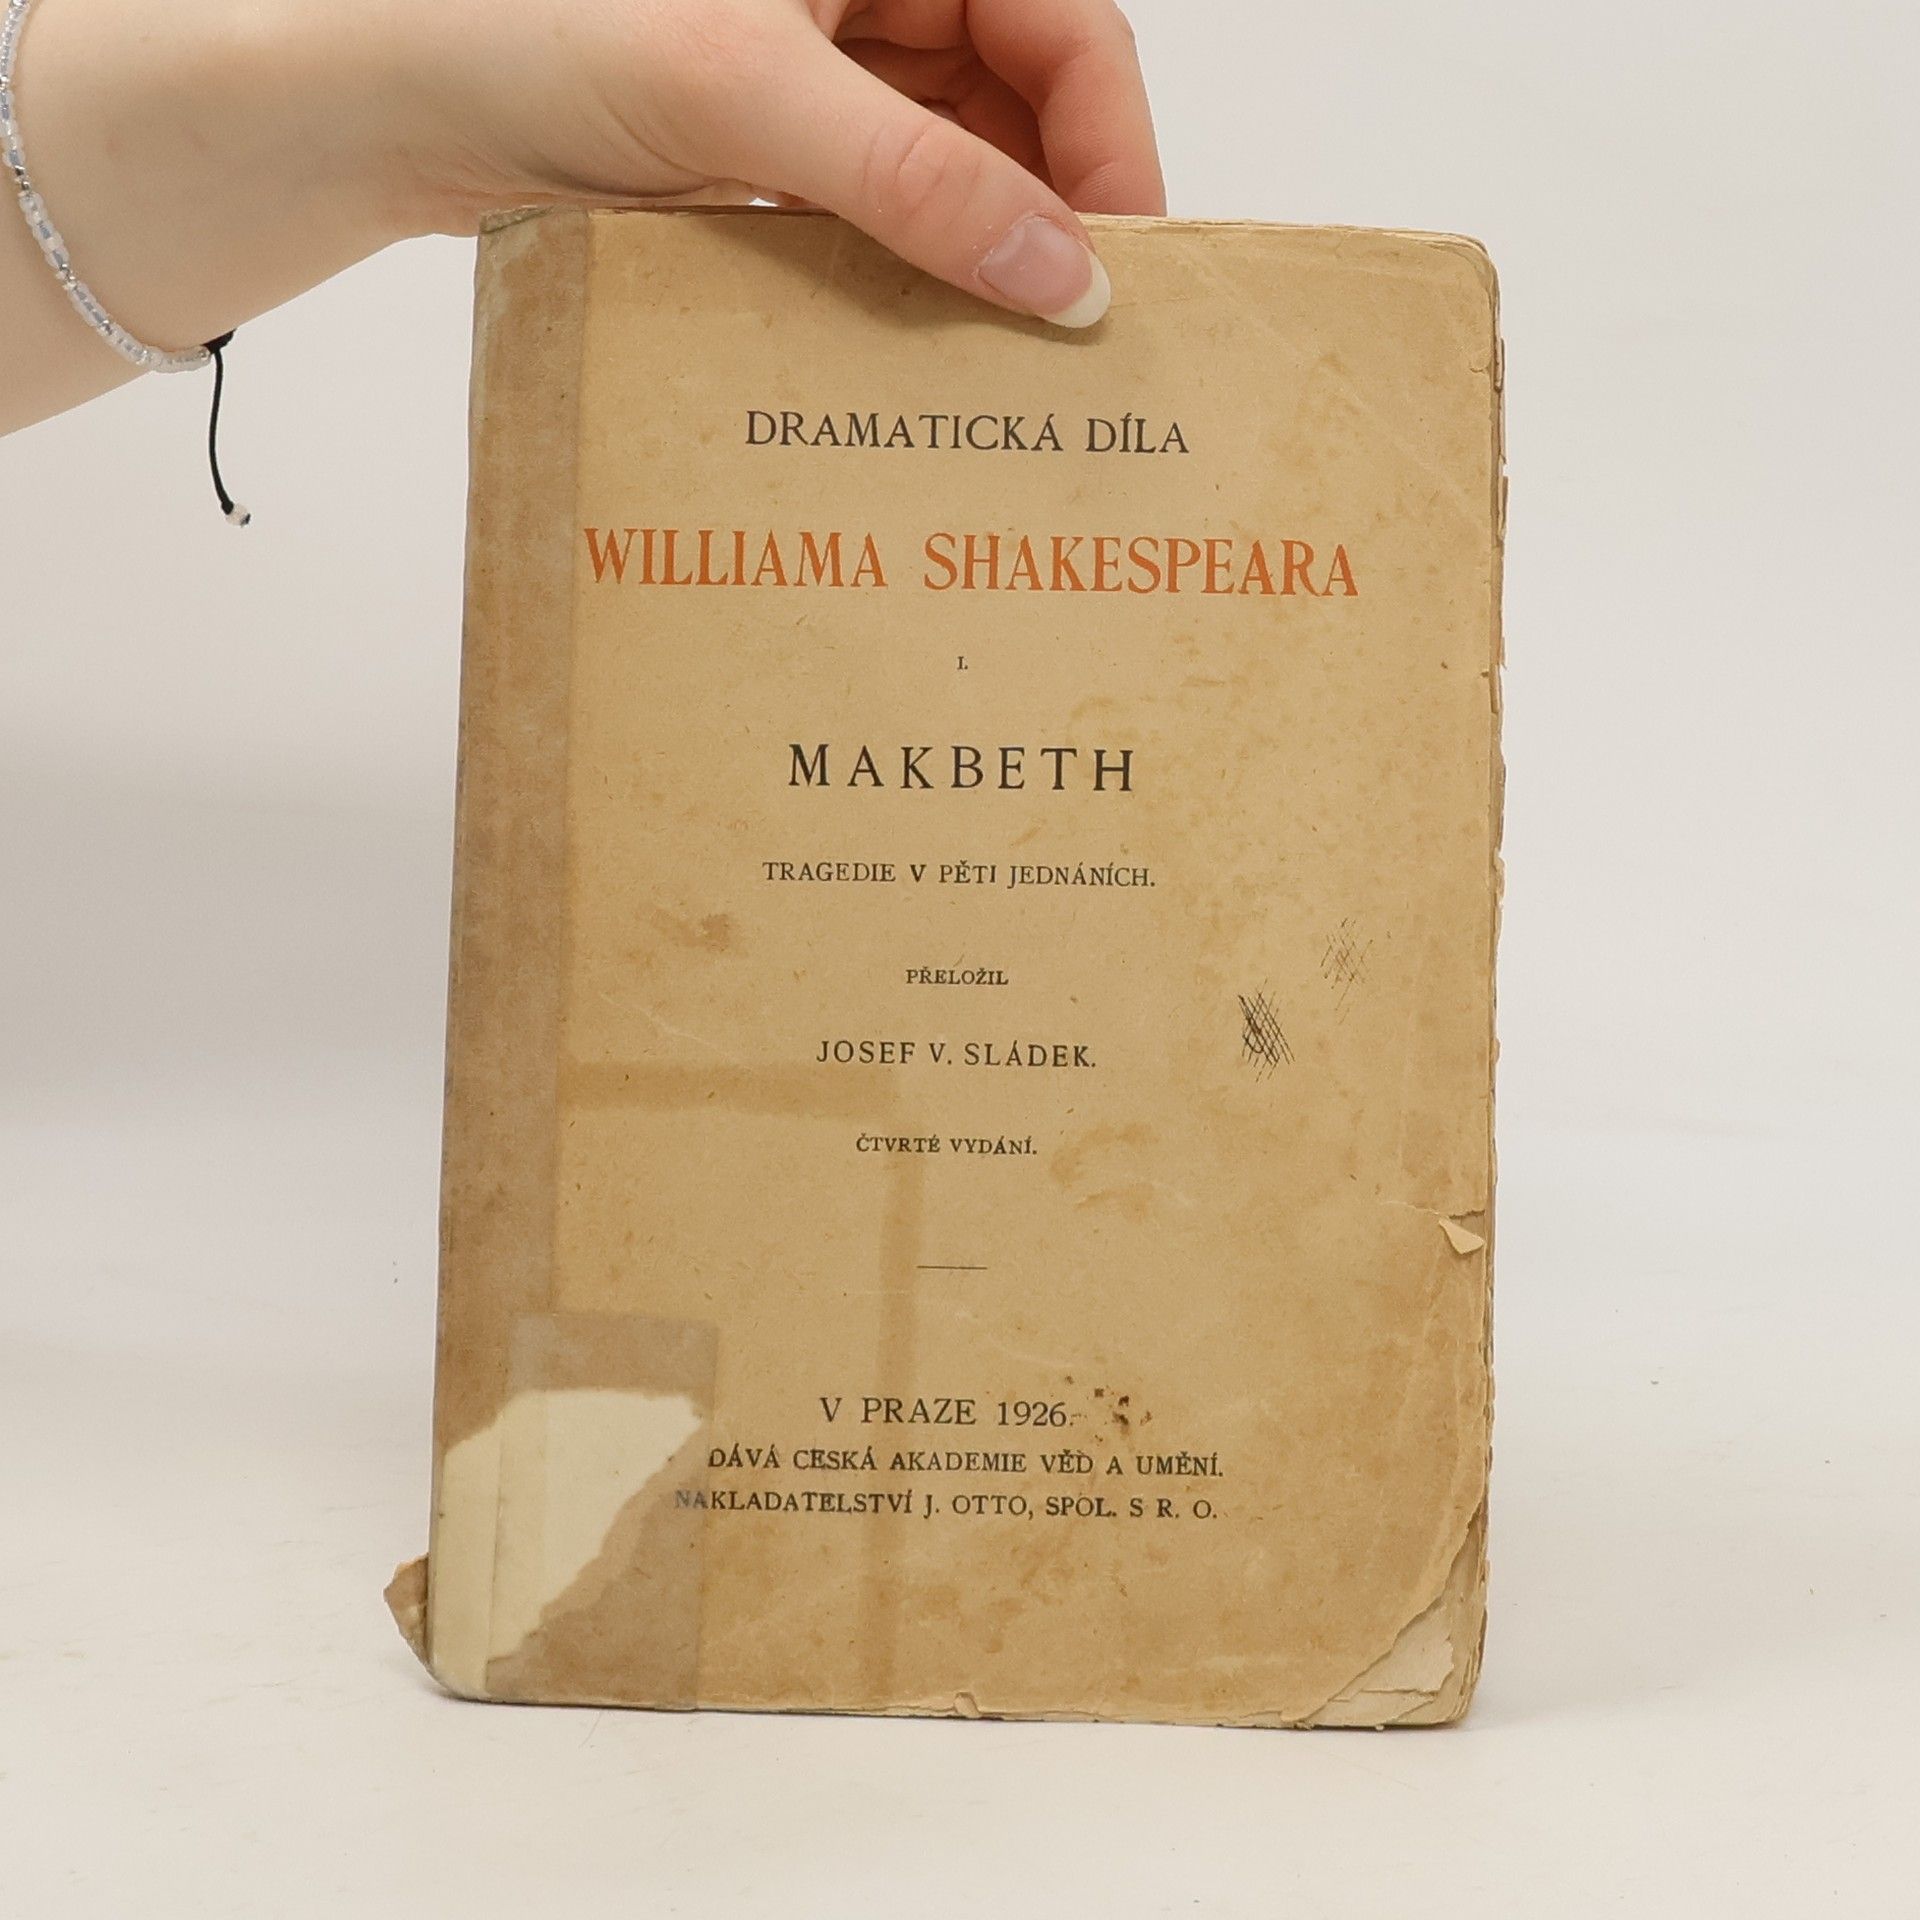 DRAMATICKÁ DÍLA
WILLIAMA SHAKESPEARA
I.
MAKBETH
TRAGEDIE V PĚTI JEDNÁNÍCH.
PŘELOŽIL
JOSEF V. SLÁDEK.
ČTVRTÉ VYDÁNÍ.
V PRAZE 1926.
DÁVÁ ČESKÁ AKADEMIE VĚD A UMĚNÍ.
NAKLADATELSTVÍ J. OTTO, SPOL. S R. O.